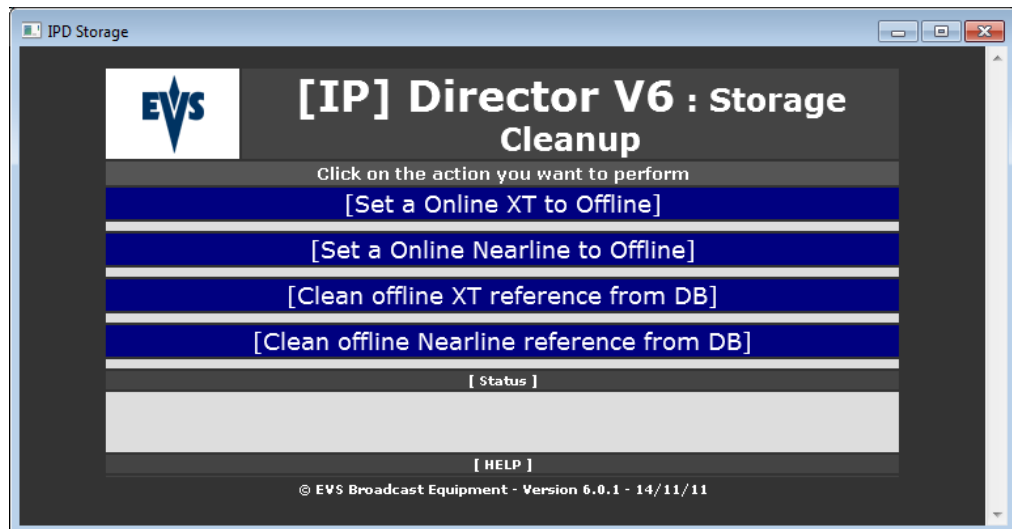 IPD Storage
EVS
[IP] Director V6 : Storage
Cleanup
Click on the action you want to perform
[Set a Online XT to Offline]
[Set a Online Nearline to Offline]
[Clean offline XT reference from DB]
[Clean offline Nearline reference from DB]
[ Status ]
[ HELP ]
© EVS Broadcast Equipment - Version 6.0.1 - 14/11/11